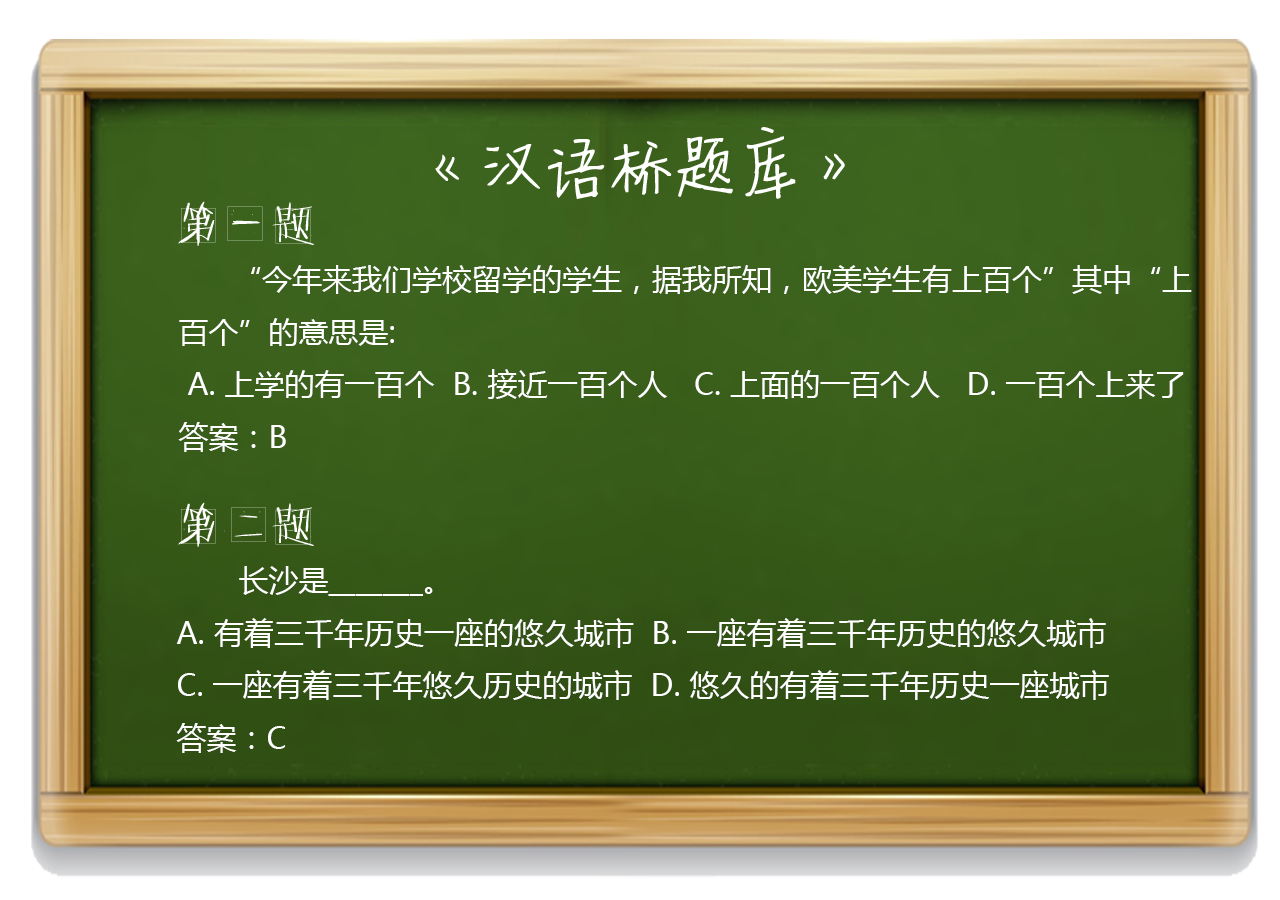 《汉语桥题库》
第一题
“今年来我们学校留学的学生，据我所知，欧美学生有上百个”其中“上
百个”的意思是:
A. 上学的有一百个 B. 接近一百个人 C. 上面的一百个人 D. 一百个上来了
答案：B
第二题
长沙是_______。
A. 有着三千年历史一座的悠久城市 B. 一座有着三千年历史的悠久城市
C. 一座有着三千年悠久历史的城市 D. 悠久的有着三千年历史一座城市
答案：C